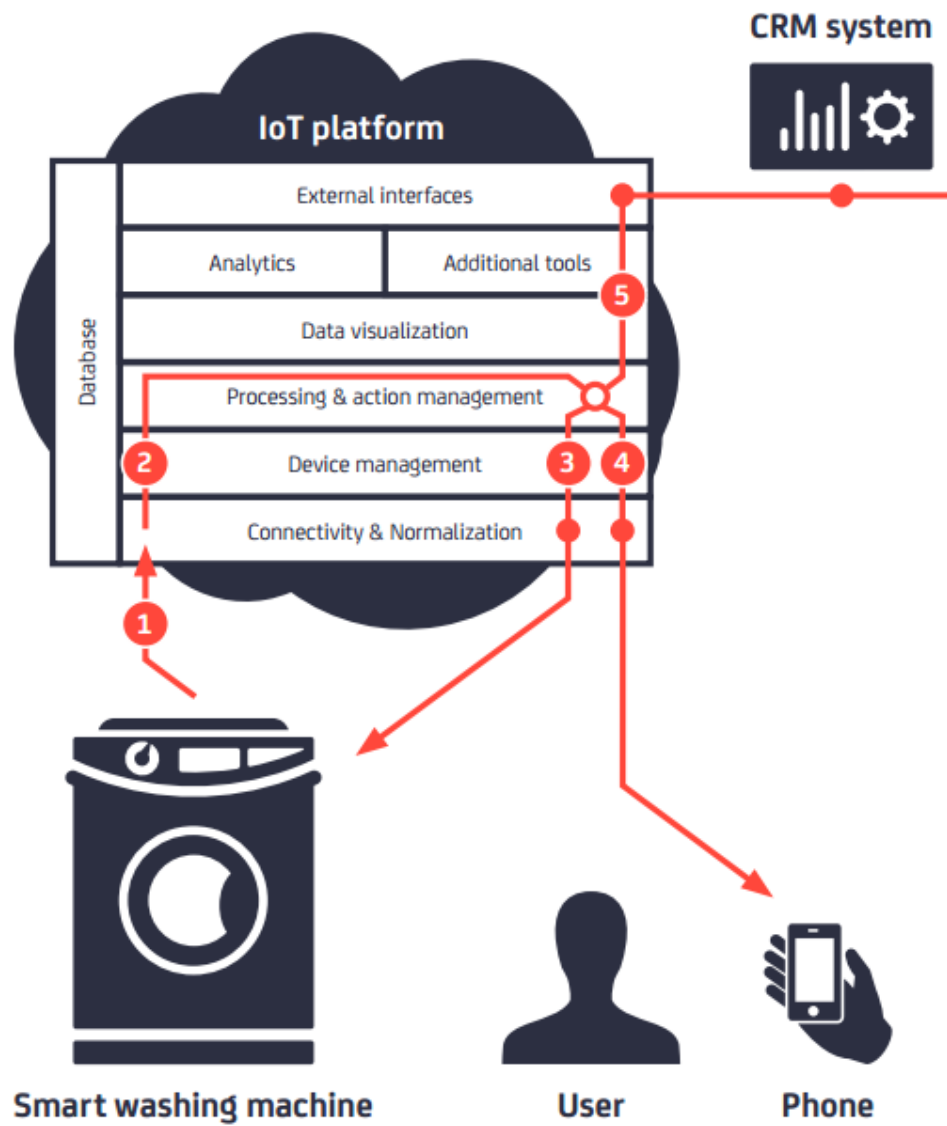 CRM system
IoT platform
External interfaces
Analytics
Additional tools
5
Data visualization
Database
Processing & action management
2
Device management
3
4
Connectivity & Normalization
1
Smart washing machine
User
Phone